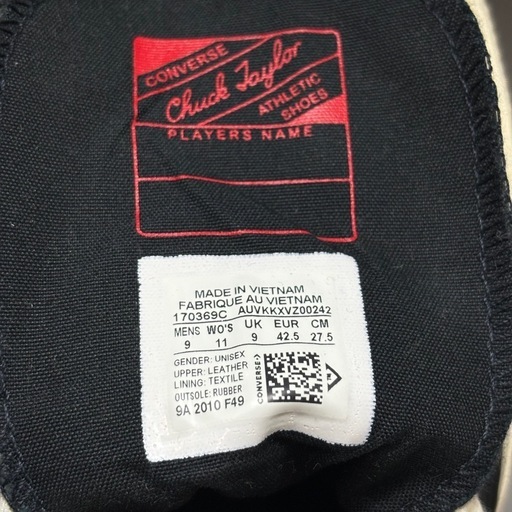 CONVERSE
Chuck Taylor
ATHLETIC
SHOES
PLAYERS NAME
MADE IN VIETNAM
FABRIQUE AU VIETNAM
170369C AUVKKXVZ00242
MENS WO'S UK EUR CM
9 11 9 42.5 27.5
GENDER: UNISEX
UPPER: LEATHER
LINING: TEXTILE
OUTSOLE: RUBBER
9A 2010 F49
CONVERSE